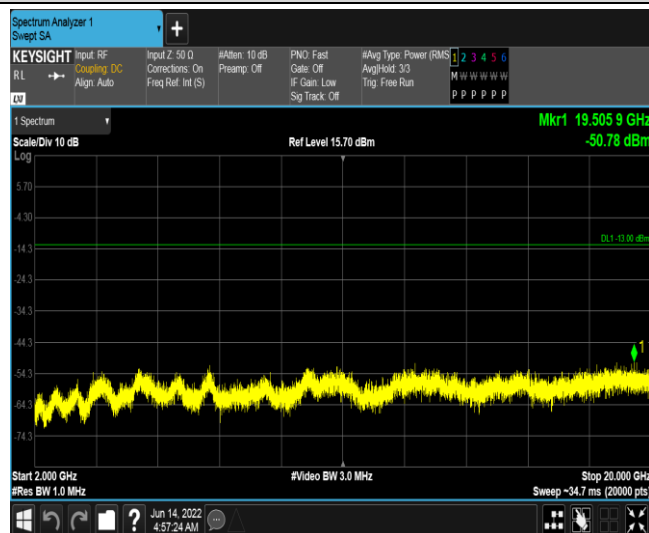 Spectrum Analyzer 1
Swept SA
+
KEYSIGHT Input: RF Input Z: 50 Ω #Atten: 10 dB PNO: Fast #Avg Type: Power (RMS 1 2 3 4 5 6
RL Coupling: DC Corrections: On Preamp: Off Gate: Off Avg|Hold: 3/3 M W W W W W
Align: Auto Freq Ref: Int (S) IF Gain: Low Trig: Free Run
Sig Track: Off P P P P P P
1 Spectrum Mkr1 19.505 9 GHz
Scale/Div 10 dB Ref Level 15.70 dBm -50.78 dBm
Log
5.70
-4.30
DL1 -13.00 dBm
-14.3
-24.3
-34.3
-44.3
1
-54.3
-64.3
-74.3
Start 2.000 GHz #Video BW 3.0 MHz Stop 20.000 GHz
#Res BW 1.0 MHz Sweep ~34.7 ms (20000 pts)
? Jun 14, 2022
4:57:24 AM